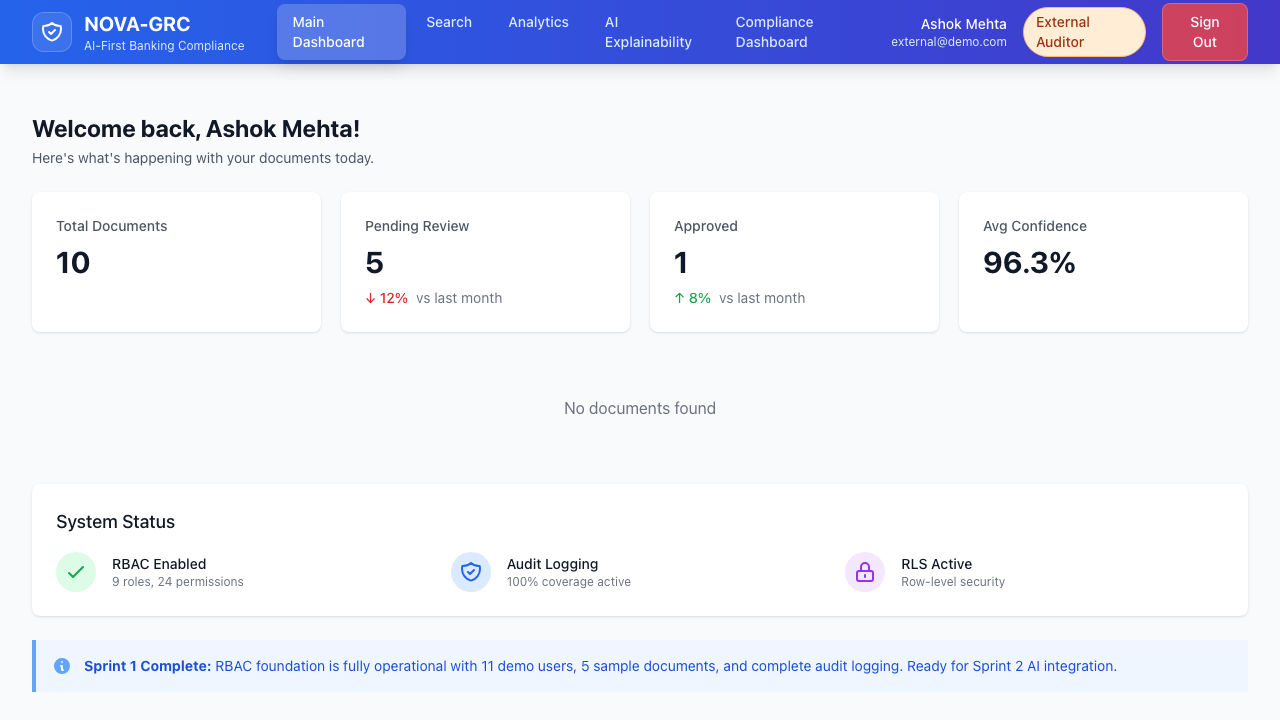 NOVA-GRC
AI-First Banking Compliance
Main
Dashboard
Search
Analytics
AI
Explainability
Compliance
Dashboard
Ashok Mehta
external@demo.com
External
Auditor
Sign
Out
Welcome back, Ashok Mehta!
Here's what's happening with your documents today.
Total Documents
10
Pending Review
5
↓ 12% vs last month
Approved
1
↑ 8% vs last month
Avg Confidence
96.3%
No documents found
System Status
RBAC Enabled
9 roles, 24 permissions
Audit Logging
100% coverage active
RLS Active
Row-level security
Sprint 1 Complete: RBAC foundation is fully operational with 11 demo users, 5 sample documents, and complete audit logging. Ready for Sprint 2 AI integration.